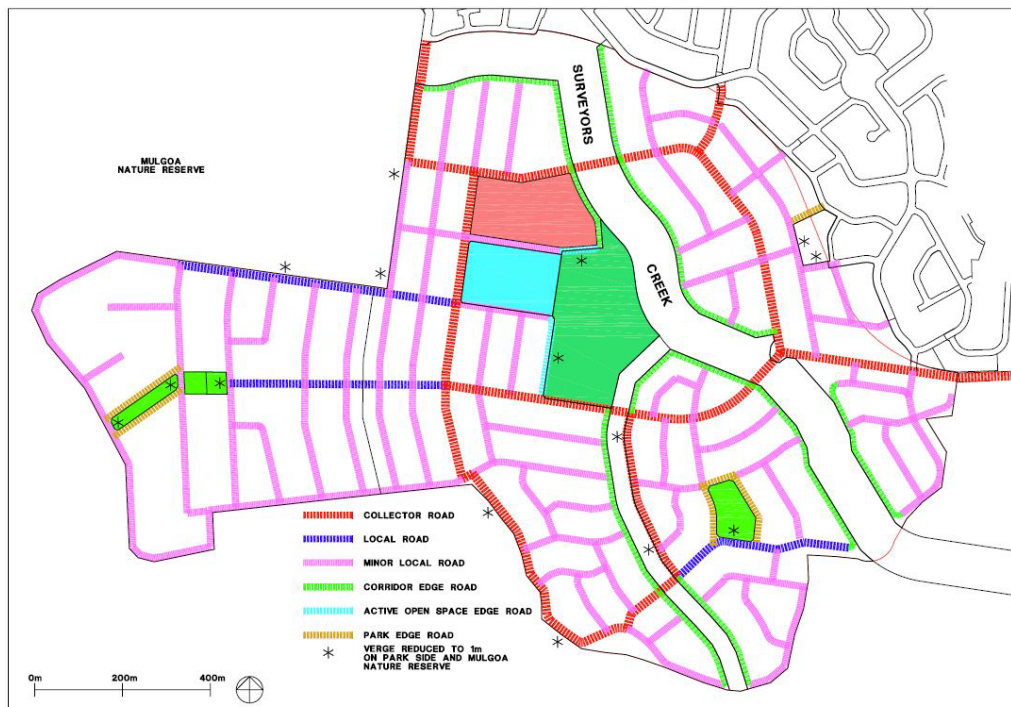 SURVEYORS
CREEK
MULGOA
NATURE RESERVE
COLLECTOR ROAD
LOCAL ROAD
MINOR LOCAL ROAD
CORRIDOR EDGE ROAD
ACTIVE OPEN SPACE EDGE ROAD
PARK EDGE ROAD
VERGE REDUCED TO 1m
ON PARK SIDE AND MULGOA
NATURE RESERVE
0m 200m 400m